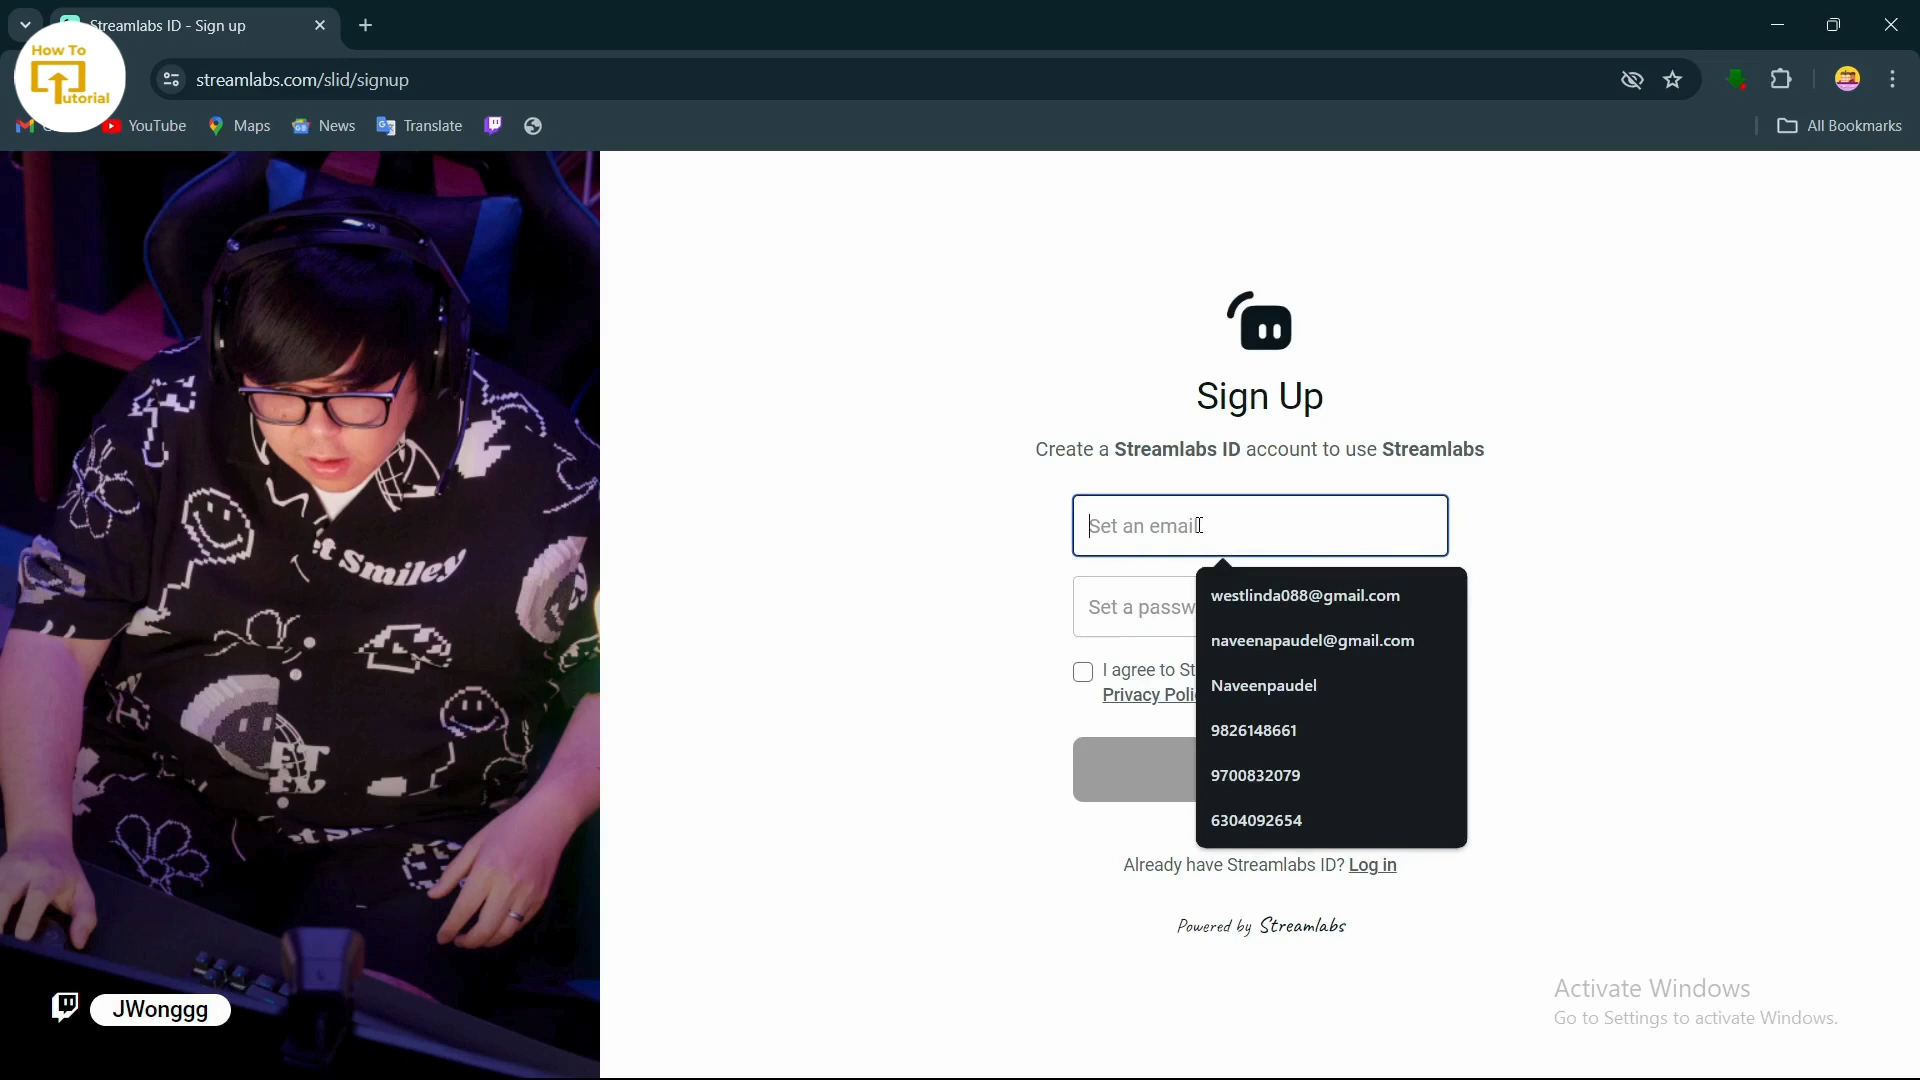 Streamlabs ID - Sign up
How To
utorial
streamlabs.com/slid/signup
YouTube
Maps
News
Translate
All Bookmarks
Sign Up
Create a Streamlabs ID account to use Streamlabs
Set an email
Set a passw
westlinda088@gmail.com
naveenapaudel@gmail.com
Naveenpaudel
9826148661
9700832079
6304092654
I agree to St
Privacy Poli
Already have Streamlabs ID? Log in
Powered by Streamlabs
et Smiley
JWonggg
Activate Windows
Go to Settings to activate Windows.